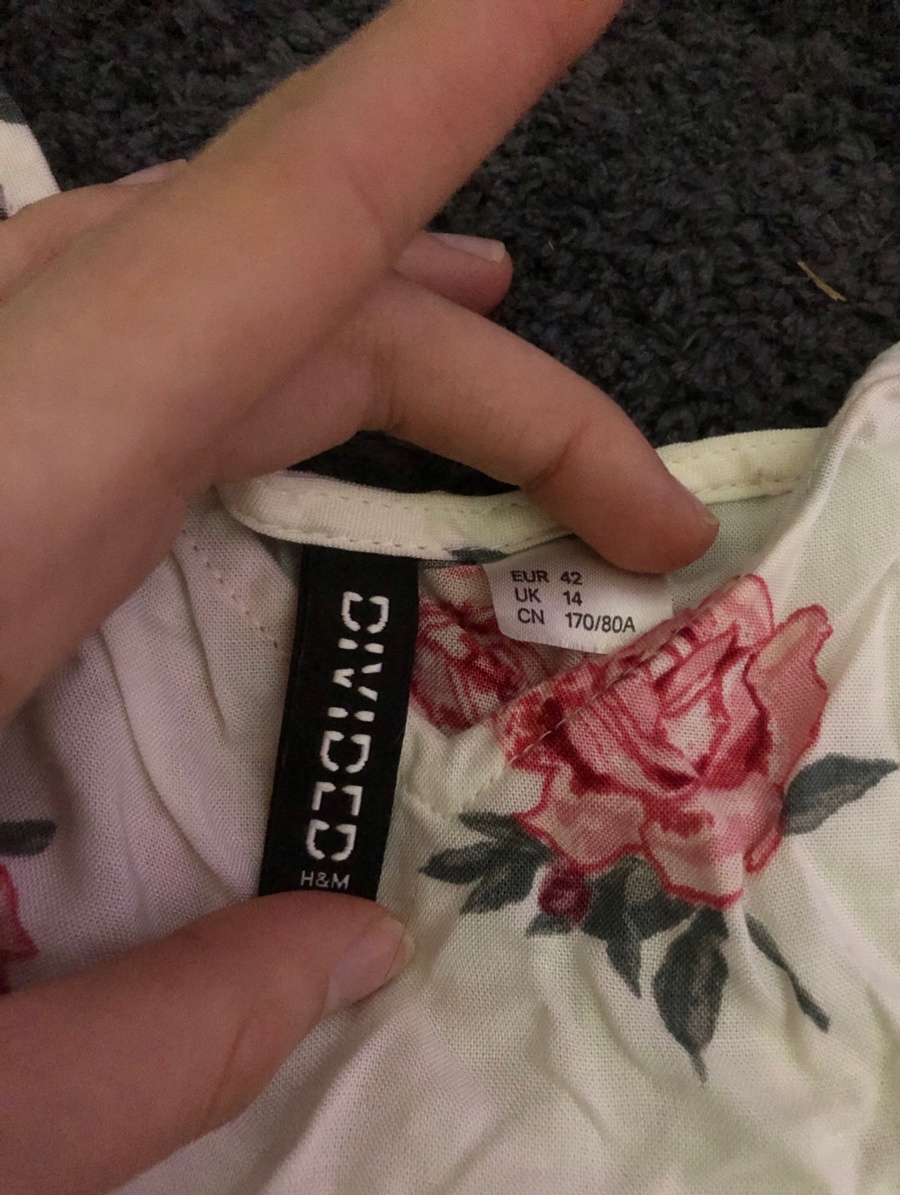 DIVIDED
H&M
EUR 42
UK 14
CN 170/80A